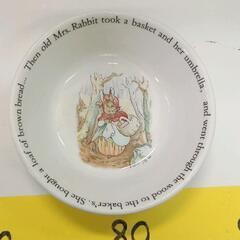 Then old Mrs. Rabbit took a basket and her umbrella, and went through the wood to the baker's. She bought a loaf of brown bread...
80